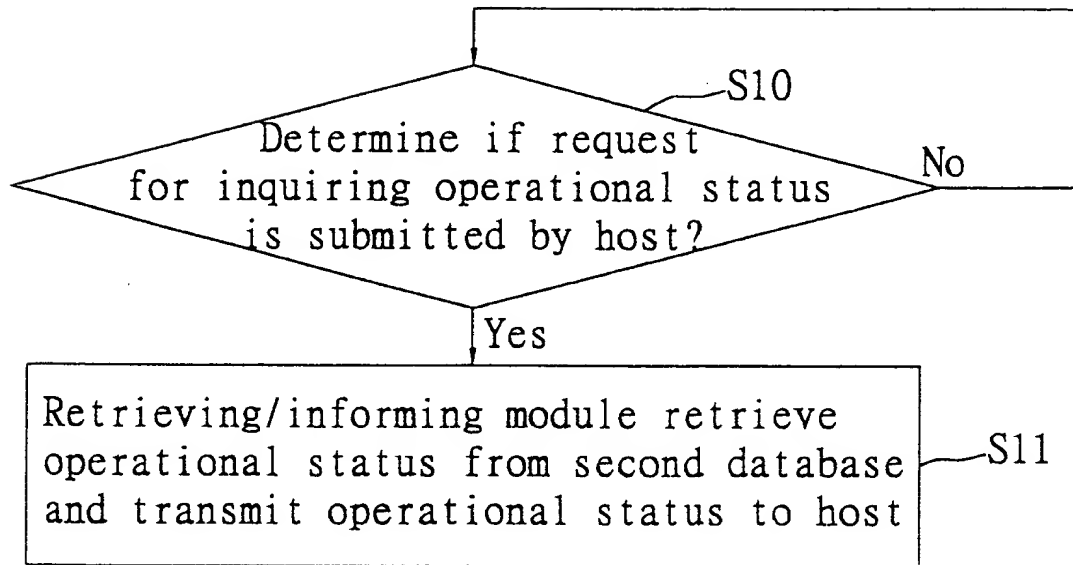 S10
Determine if request
for inquiring operational status
is submitted by host?
No
Yes
Retrieving/informing module retrieve
operational status from second database
and transmit operational status to host
S11